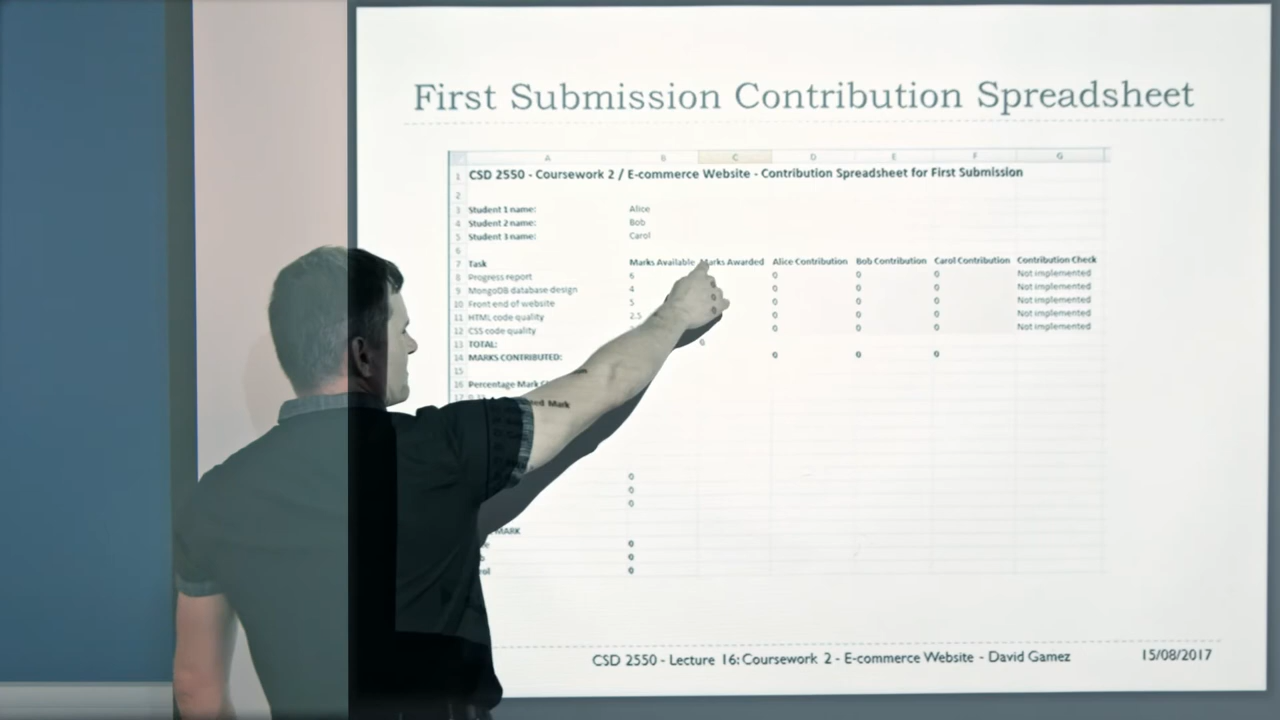 First Submission Contribution Spreadsheet
A B C D E F G
1 CSD 2550 - Coursework 2 / E-commerce Website - Contribution Spreadsheet for First Submission
2
3 Student 1 name: Alice
4 Student 2 name: Bob
5 Student 3 name: Carol
6
7 Task Marks Available Marks Awarded Alice Contribution Bob Contribution Carol Contribution Contribution Check
8 Progress report 6 0 0 0 Not implemented
9 MongoDB database design 4 0 0 0 Not implemented
10 Front end of website 5 0 0 0 Not implemented
11 HTML code quality 2.5 0 0 0 Not implemented
12 CSS code quality 0 0 0 Not implemented
13 TOTAL: 0
14 MARKS CONTRIBUTED: 0 0 0
15
16 Percentage Mark
17 Mark
0
0
0
MARK
0
0
0
CSD 2550 - Lecture 16: Coursework 2 - E-commerce Website - David Gamez 15/08/2017